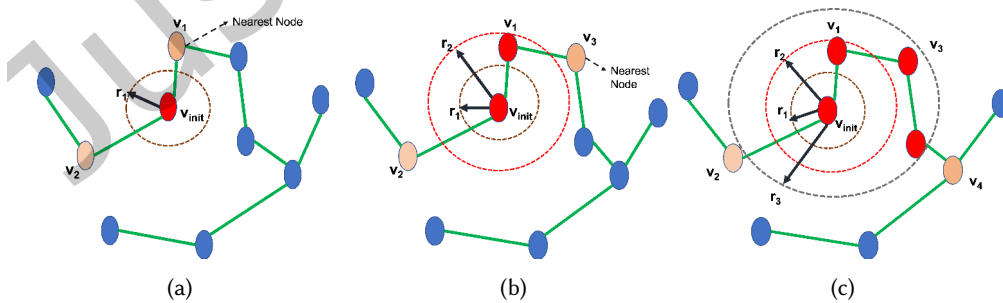 v1
Nearest Node
r1
vinit
v2
(a)
v1
r2
v3
Nearest
Node
r1
vinit
v2
(b)
v1
v3
r2
r1
vinit
v2
r3
v4
(c)